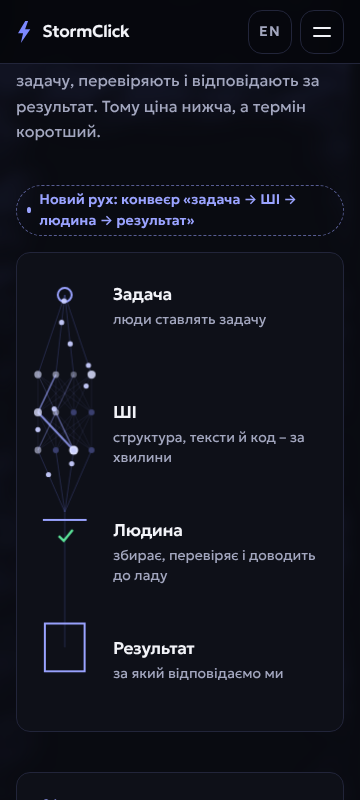 StormClick
EN
задачу, перевіряють і відповідають за
результат. Тому ціна нижча, а термін
коротший.
Новий рух: конвеєр «задача → ШІ →
людина → результат»
Задача
люди ставлять задачу
ШІ
структура, тексти й код – за
хвилини
Людина
збирає, перевіряє і доводить
до ладу
Результат
за який відповідаємо ми